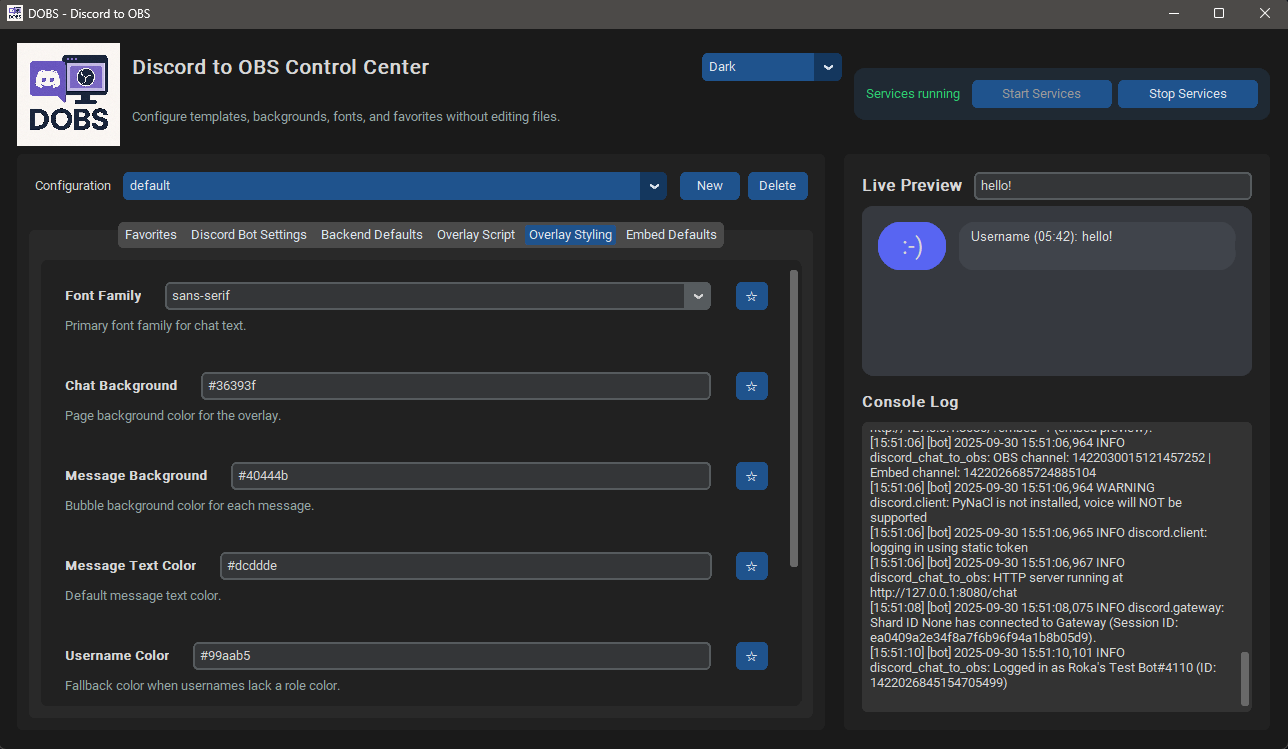 DOBS - Discord to OBS
DOBS
Discord to OBS Control Center
Configure templates, backgrounds, fonts, and favorites without editing files.
Dark
Services running
Start Services
Stop Services
Configuration
default
New
Delete
Favorites
Discord Bot Settings
Backend Defaults
Overlay Script
Overlay Styling
Embed Defaults
Font Family
sans-serif
☆
Primary font family for chat text.
Chat Background
#36393f
☆
Page background color for the overlay.
Message Background
#40444b
☆
Bubble background color for each message.
Message Text Color
#dcddde
☆
Default message text color.
Username Color
#99aab5
☆
Fallback color when usernames lack a role color.
Live Preview
hello!
:-)
Username (05:42): hello!
Console Log
[15:51:06] [bot] 2025-09-30 15:51:06,964 INFO
discord_chat_to_obs: OBS channel: 1422030015121457252 |
Embed channel: 1422026685724885104
[15:51:06] [bot] 2025-09-30 15:51:06,964 WARNING
discord.client: PyNaCl is not installed, voice will NOT be
supported
[15:51:06] [bot] 2025-09-30 15:51:06,965 INFO discord.client:
logging in using static token
[15:51:06] [bot] 2025-09-30 15:51:06,967 INFO
discord_chat_to_obs: HTTP server running at
http://127.0.0.1:8080/chat
[15:51:08] [bot] 2025-09-30 15:51:08,075 INFO discord.gateway:
Shard ID None has connected to Gateway (Session ID:
ea0409a2e34f8a7f6b96f94a1b8b05d9).
[15:51:10] [bot] 2025-09-30 15:51:10,101 INFO
discord_chat_to_obs: Logged in as Roka's Test Bot#4110 (ID:
1422026845154705499)